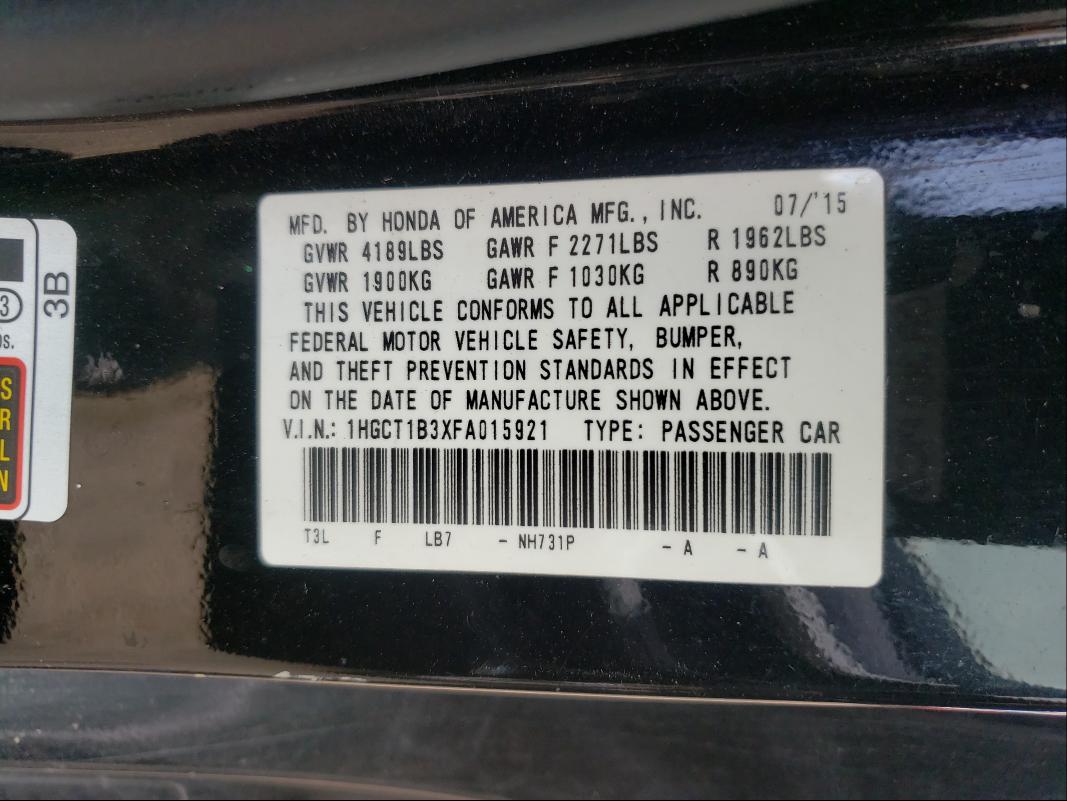 MFD. BY HONDA OF AMERICA MFG., INC. 07/'15
GVWR 4189LBS GAWR F 2271LBS R 1962LBS
GVWR 1900KG GAWR F 1030KG R 890KG
THIS VEHICLE CONFORMS TO ALL APPLICABLE
FEDERAL MOTOR VEHICLE SAFETY, BUMPER,
AND THEFT PREVENTION STANDARDS IN EFFECT
ON THE DATE OF MANUFACTURE SHOWN ABOVE.
V.I.N.: 1HGCT1B3XFA015921 TYPE: PASSENGER CAR
T3L F LB7 - NH731P - A - A
3B
3
os.
S
R
L
N